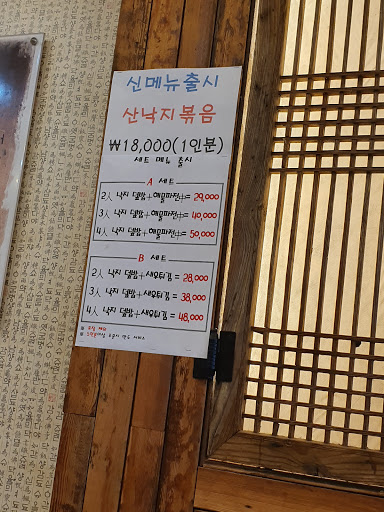 신메뉴출시
산낙지볶음
₩18,000(1인분)
세트 메뉴 출시
A 세트
2人 낙지 덮밥+해물파전小= 29,000
3人 낙지 덮밥+해물파전中= 40,000
4人 낙지 덮밥+해물파전中= 50,000
B 세트
2人 낙지 덮밥+새우튀김= 28,000
3人 낙지 덮밥+새우튀김= 38,000
4人 낙지 덮밥+새우튀김= 48,000